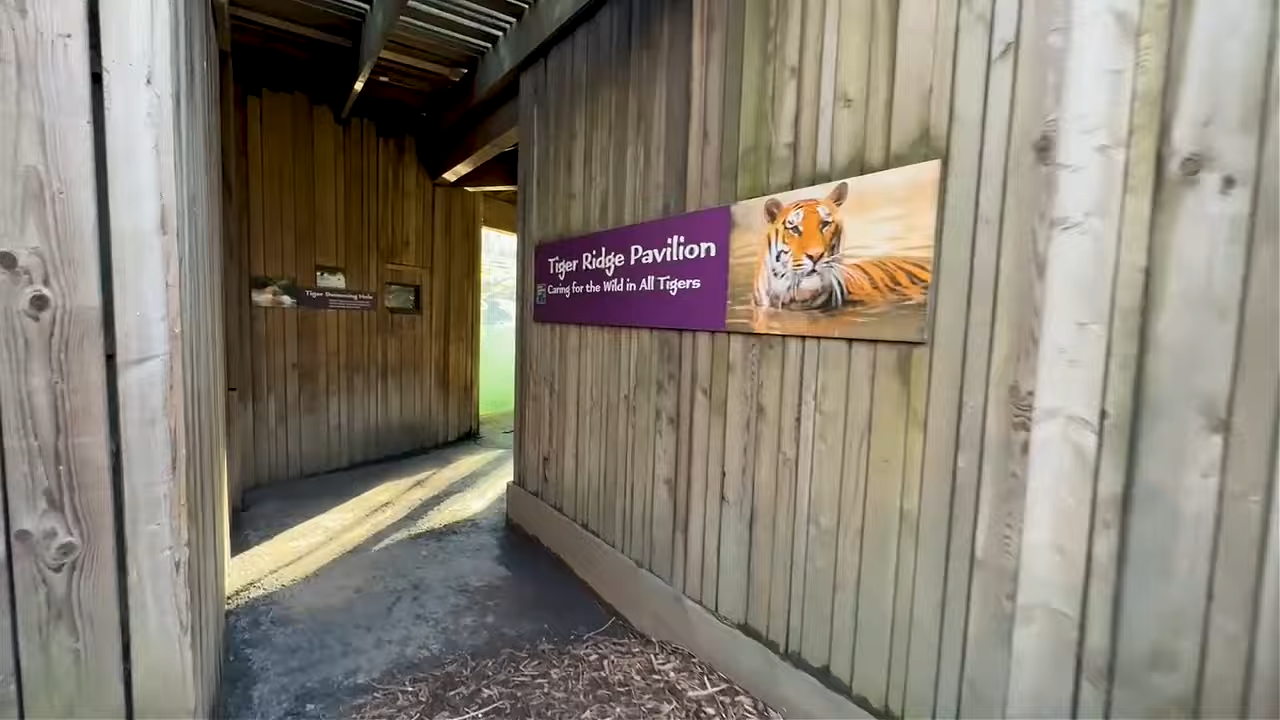 Tiger Ridge Pavilion
Caring for the Wild in All Tigers
Tiger Swimming Hole